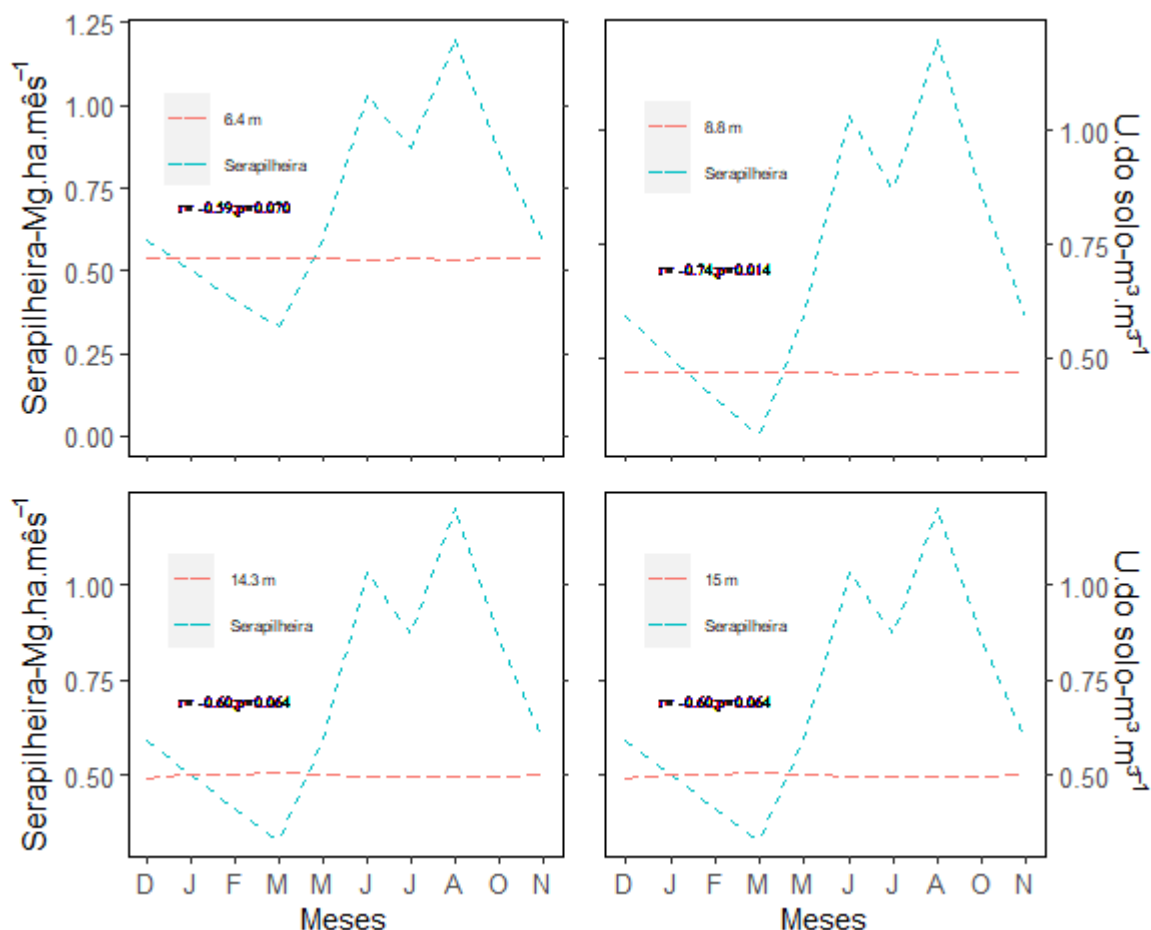 Serapilheira-Mg.ha.mês⁻¹
1.25
1.00
0.75
0.50
0.25
0.00
6.4 m
Serapilheira
r= -0.59;p=0.070
D J F M M J J A O N
8.8 m
Serapilheira
r= -0.74;p=0.014
1.00
0.75
0.50
U.do solo-m³.m³⁻¹
D J F M M J J A O N
Serapilheira-Mg.ha.mês⁻¹
1.00
0.75
0.50
14.3 m
Serapilheira
r= -0.60;p=0.064
D J F M M J J A O N
Meses
15 m
Serapilheira
r= -0.60;p=0.064
1.00
0.75
0.50
U.do solo-m³.m³⁻¹
Meses